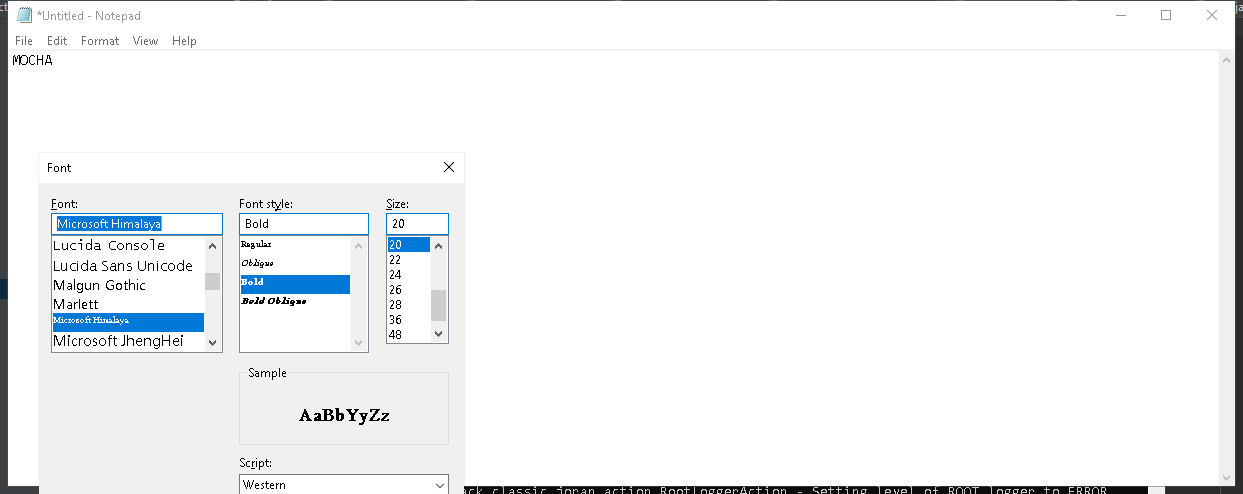 *Untitled - Notepad
File Edit Format View Help
MOCHA
Font
Font: Font style: Size:
Microsoft Himalaya Bold 20
Lucida Console Regular 20
Lucida Sans Unicode Oblique 22
Malgun Gothic Bold 24
Marlett Bold Oblique 26
Microsoft Himalaya 28
Microsoft JhengHei 36
48
Sample
AaBbYyZz
Script:
Western
ack.classic.joran.action.RootLoggerAction - Setting level of ROOT logger to ERROR